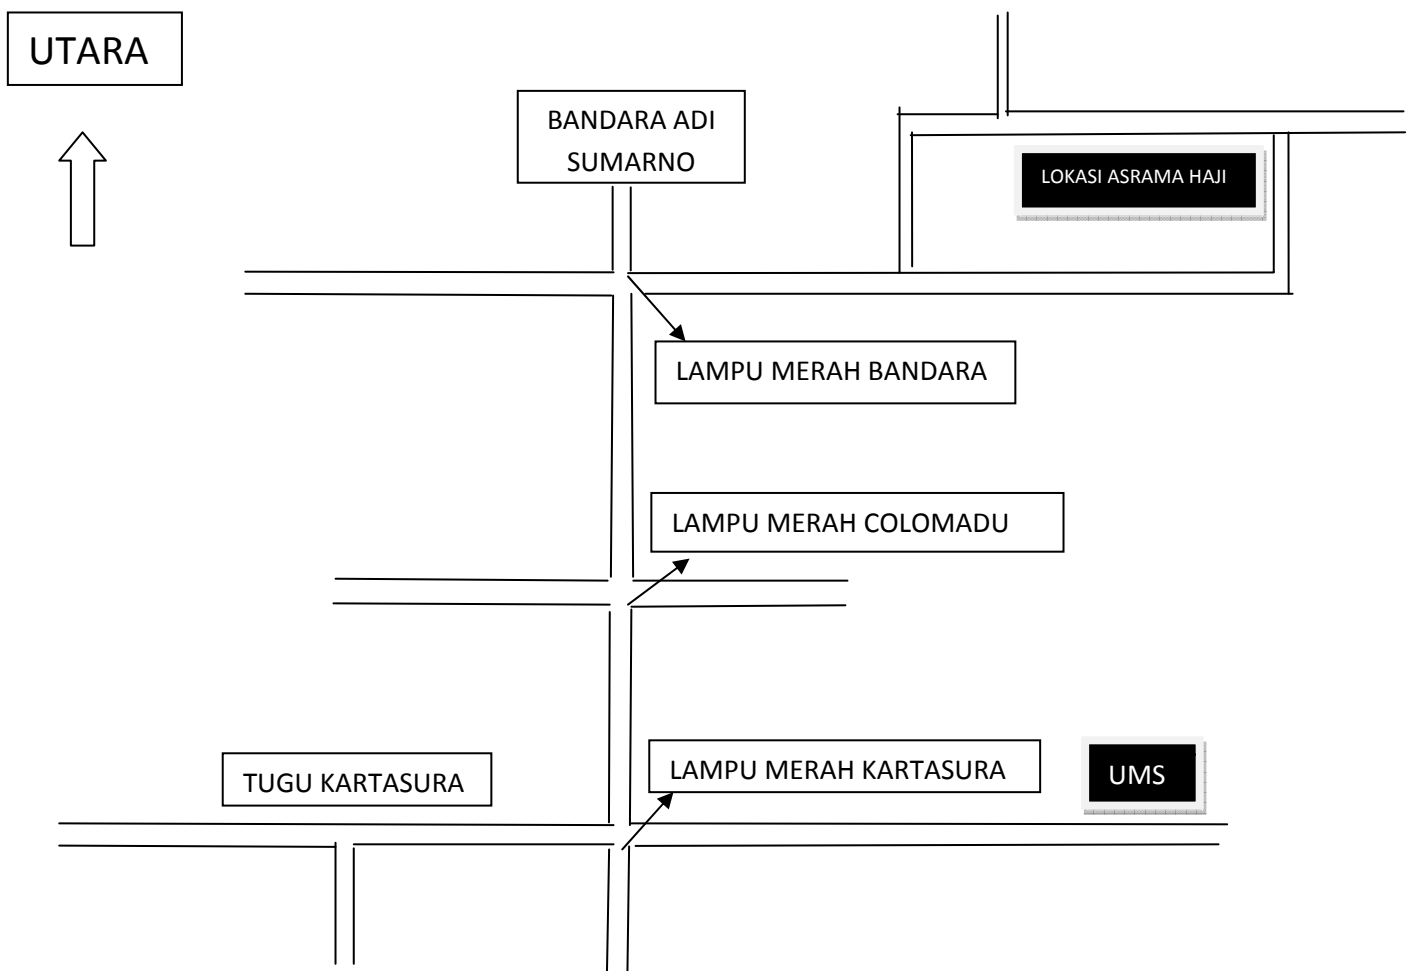 UTARA
BANDARA ADI
SUMARNO
LOKASI ASRAMA HAJI
LAMPU MERAH BANDARA
LAMPU MERAH COLOMADU
TUGU KARTASURA
LAMPU MERAH KARTASURA
UMS